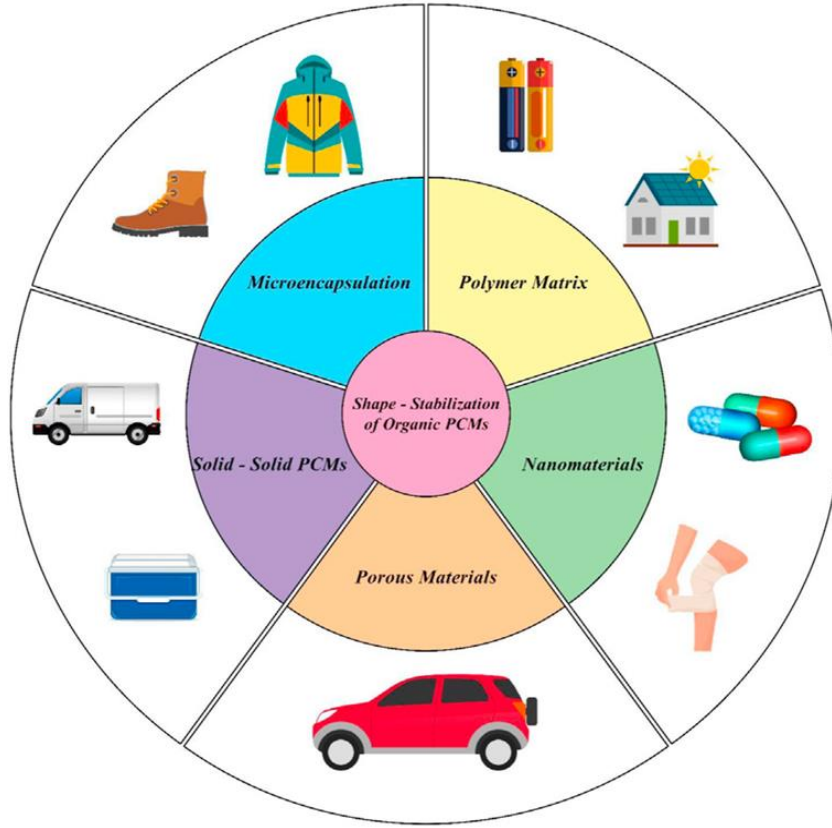 Microencapsulation
Polymer Matrix
Shape - Stabilization
of Organic PCMs
Solid - Solid PCMs
Nanomaterials
Porous Materials